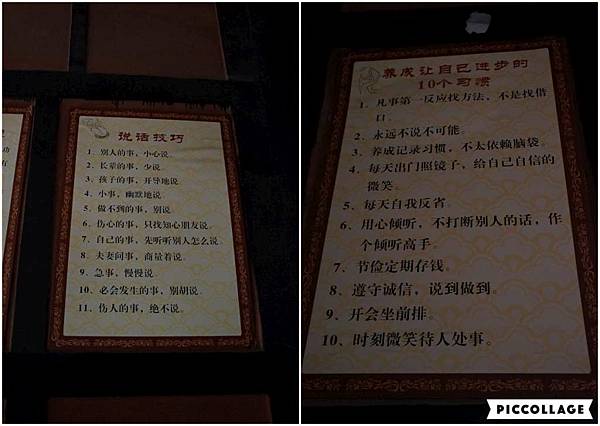 说话技巧
1、别人的事，小心说。
2、长辈的事，少说。
3、孩子的事，开导地说。
4、小事，幽默地说。
5、做不到的事，别说。
6、伤心的事，只找知心朋友说。
7、自己的事，先听听别人怎么说。
8、夫妻间事，商量着说。
9、急事，慢慢说。
10、必会发生的事，别胡说。
11、伤人的事，绝不说。
养成让自己进步的
10个习惯
1、凡事第一反应找方法，不是找借
口。
2、永远不说不可能。
3、养成记录习惯，不太依赖脑袋。
4、每天出门照镜子，给自己自信的
微笑。
5、每天自我反省。
6、用心倾听，不打断别人的话，作
个倾听高手。
7、节俭定期存钱。
8、遵守诚信，说到做到。
9、开会坐前排。
10、时刻微笑待人处事。
PICCOLLAGE